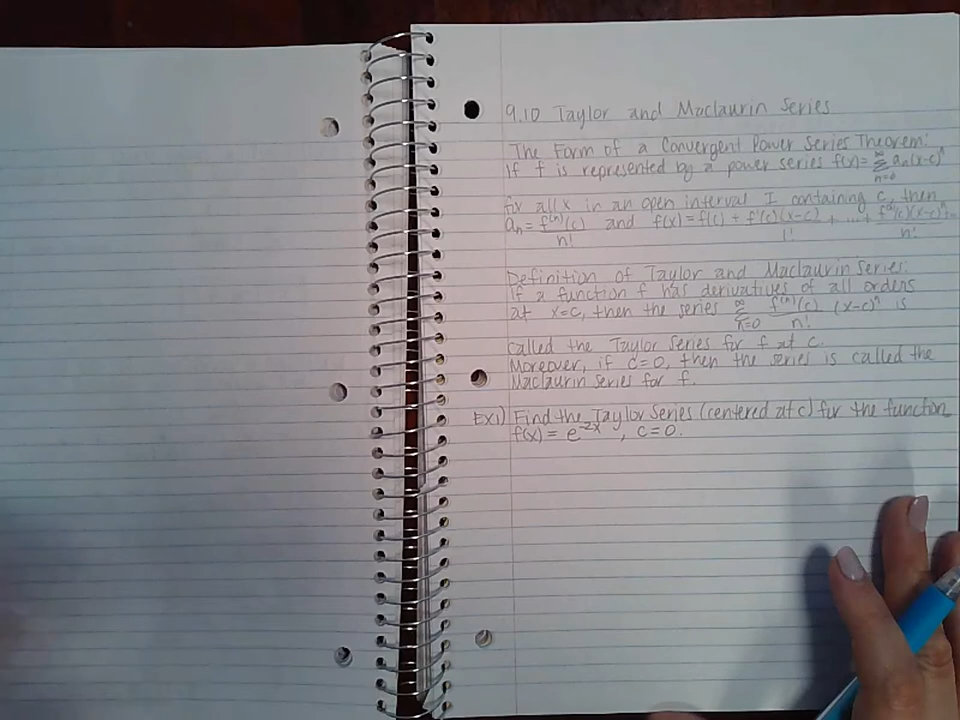 9.10 Taylor and Maclaurin Series
The Form of a Convergent Power Series Theorem:
If f is represented by a power series f(x) = ∞ Σ n=0 aₙ(x-c)ⁿ
for all x in an open interval I containing c, then
aₙ = f⁽ⁿ⁾(c)/n! and f(x) = f(c) + f'(c)(x-c)/1! + ... + f⁽ⁿ⁾(c)(x-c)ⁿ/n!
Definition of Taylor and Maclaurin Series:
If a function f has derivatives of all orders
at x=c, then the series ∞ Σ n=0 f⁽ⁿ⁾(c)/n! (x-c)ⁿ is
called the Taylor Series for f at c.
Moreover, if c=0, then the series is called the
Maclaurin Series for f.
Ex1) Find the Taylor Series (centered at c) for the function
f(x) = e⁻²ˣ, c=0.